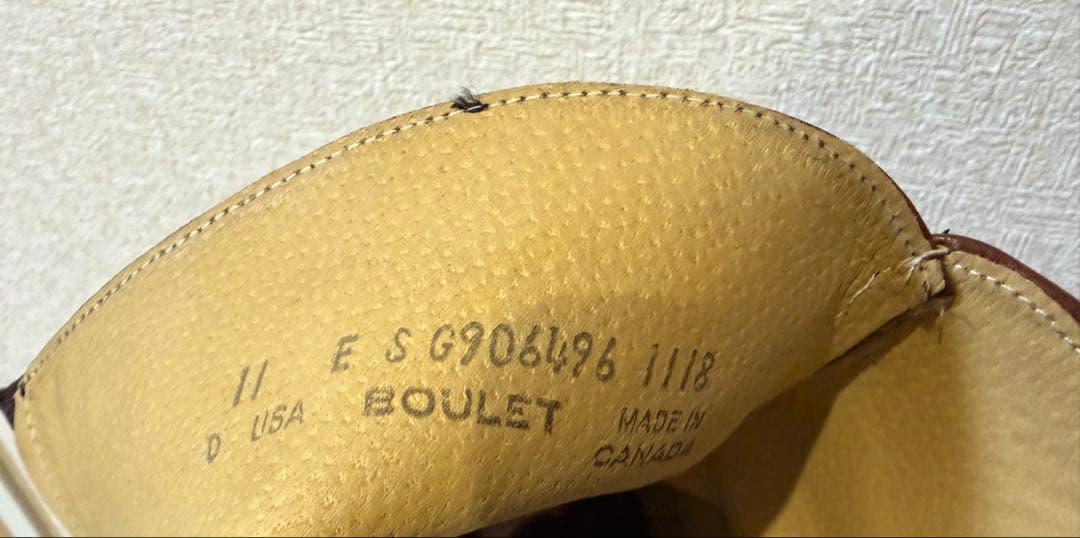 11 E S G906496 1118
D USA BOULET MADE IN
CANADA